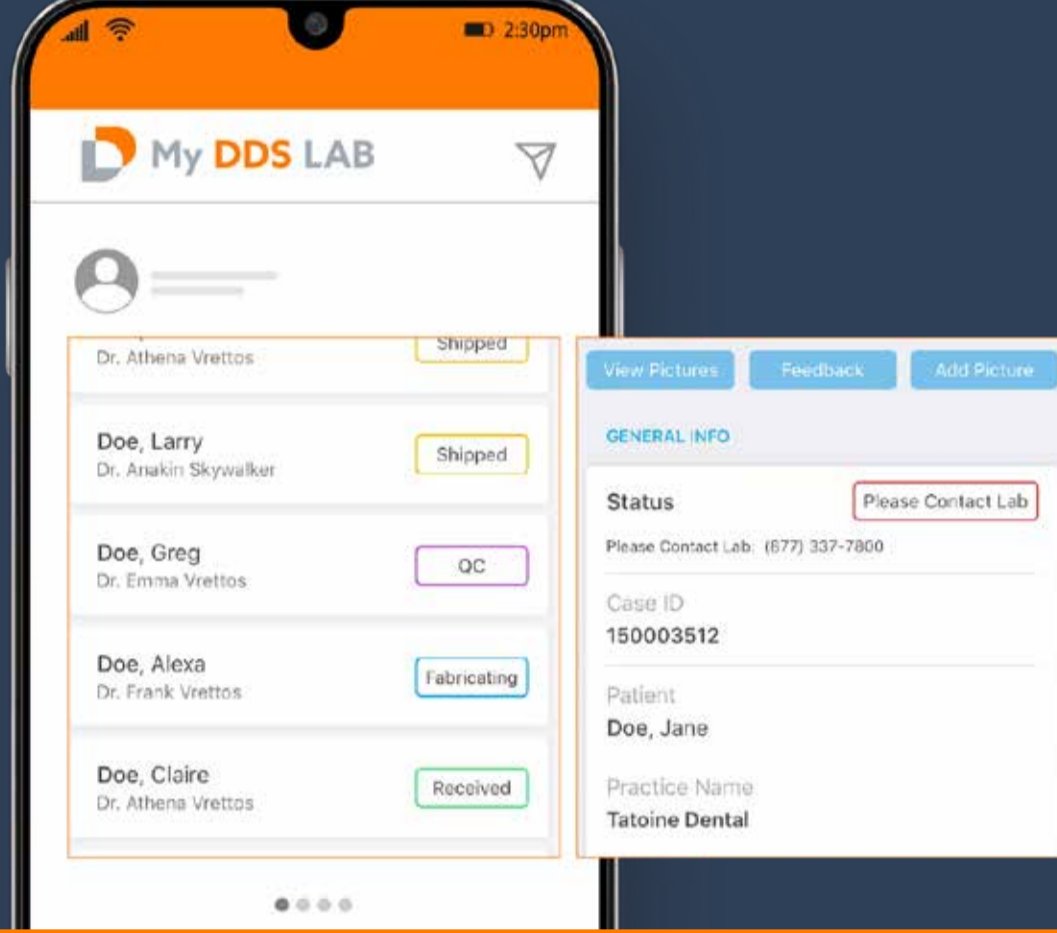 2:30pm
My DDS LAB
Shipped
Dr. Athena Vrettos
Doe, Larry
Dr. Anakin Skywalker
Shipped
Doe, Greg
Dr. Emma Vrettos
QC
Doe, Alexa
Dr. Frank Vrettos
Fabricating
Doe, Claire
Dr. Athena Vrettos
Received
View Pictures
Feedback
Add Picture
GENERAL INFO
Status
Please Contact Lab
Please Contact Lab: (877) 337-7800
Case ID
150003512
Patient
Doe, Jane
Practice Name
Tatoine Dental